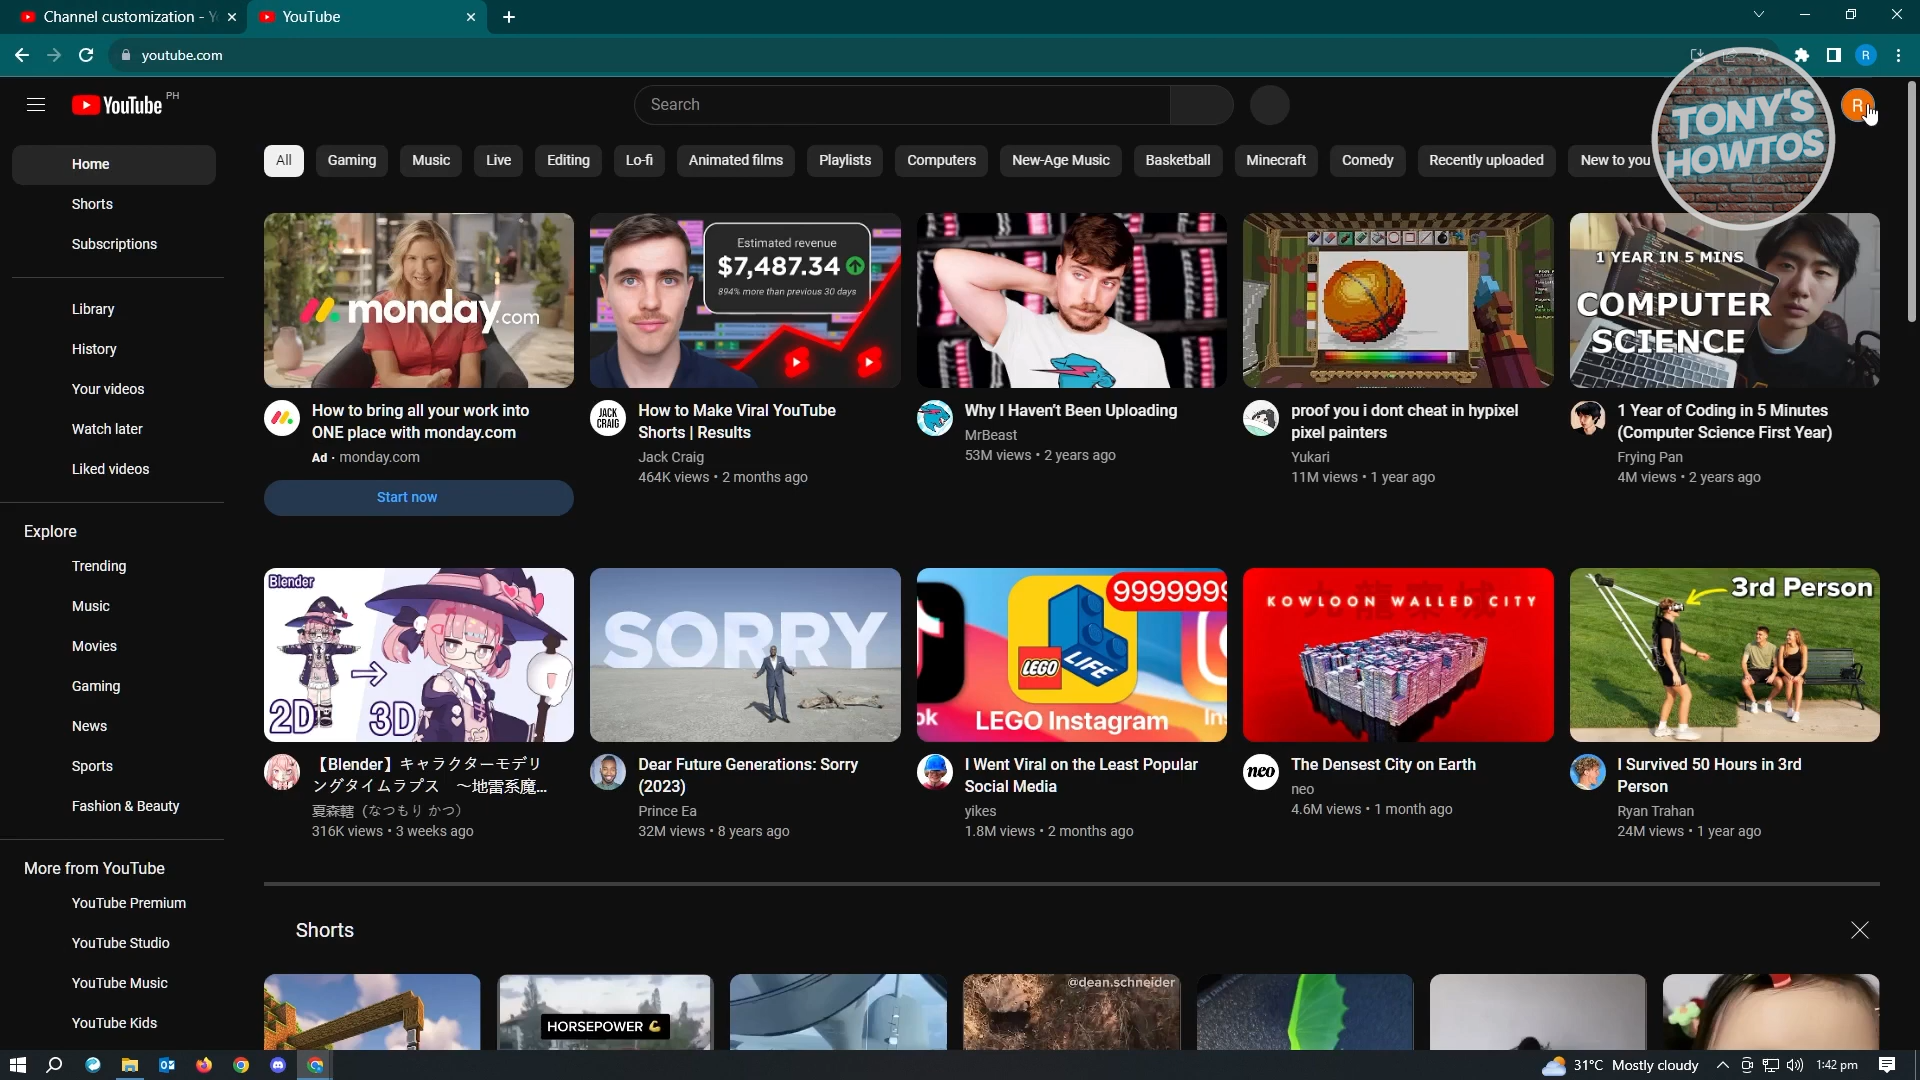 Channel customization - Y
YouTube
youtube.com
R
YouTube PH
Search
R
TONY'S
HOWTOS
Home
Shorts
Subscriptions
Library
History
Your videos
Watch later
Liked videos
Explore
Trending
Music
Movies
Gaming
News
Sports
Fashion & Beauty
More from YouTube
YouTube Premium
YouTube Studio
YouTube Music
YouTube Kids
All
Gaming
Music
Live
Editing
Lo-fi
Animated films
Playlists
Computers
New-Age Music
Basketball
Minecraft
Comedy
Recently uploaded
New to you
monday.com
How to bring all your work into
ONE place with monday.com
Ad · monday.com
Start now
Estimated revenue
$7,487.34
894% more than previous 30 days
JACK
CRAIG
How to Make Viral YouTube
Shorts | Results
Jack Craig
464K views • 2 months ago
Why I Haven't Been Uploading
MrBeast
53M views • 2 years ago
proof you i dont cheat in hypixel
pixel painters
Yukari
11M views • 1 year ago
1 YEAR IN 5 MINS
COMPUTER
SCIENCE
1 Year of Coding in 5 Minutes
(Computer Science First Year)
Frying Pan
4M views • 2 years ago
Blender
2D
3D
【Blender】キャラクターモデリ
ングタイムラプス　～地雷系魔...
夏森轄（なつもり かつ）
316K views • 3 weeks ago
SORRY
Dear Future Generations: Sorry
(2023)
Prince Ea
32M views • 8 years ago
9999999
LEGO
LIFE
ok
LEGO Instagram
In
I Went Viral on the Least Popular
Social Media
yikes
1.8M views • 2 months ago
KOWLOON WALLED CITY
neo
The Densest City on Earth
neo
4.6M views • 1 month ago
3rd Person
I Survived 50 Hours in 3rd
Person
Ryan Trahan
24M views • 1 year ago
Shorts
HORSEPOWER
@dean.schneider
31°C Mostly cloudy
1:42 pm